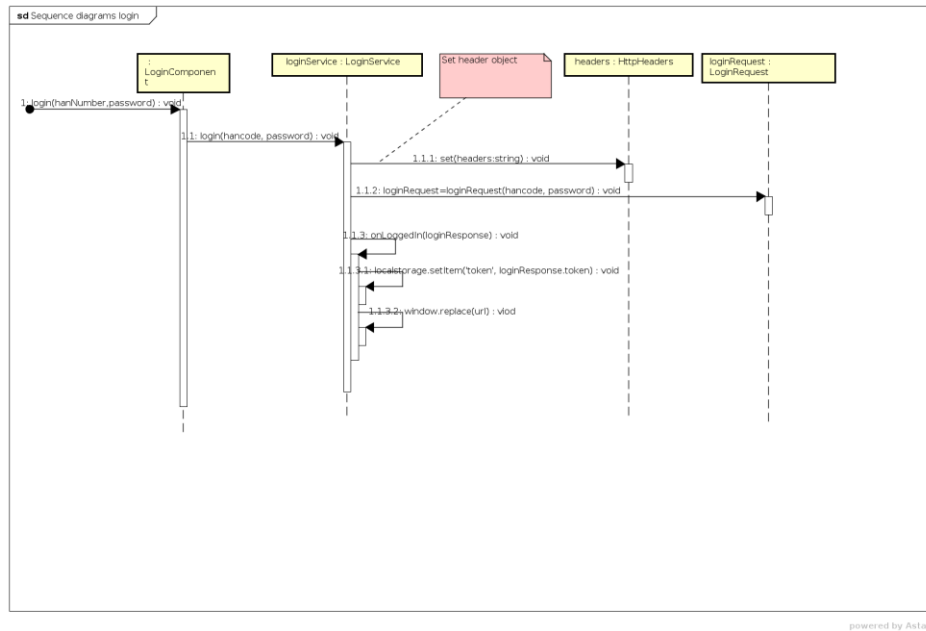 sd Sequence diagrams login
:
LoginComponen
t
loginService : LoginService
Set header object
headers : HttpHeaders
loginRequest :
LoginRequest
1: login(hanNumber,password) : void
1.1: login(hancode, password) : void
1.1.1: set(headers:string) : void
1.1.2: loginRequest=loginRequest(hancode, password) : void
1.1.3: onLoggedIn(loginResponse) : void
1.1.3.1: localstorage.setItem('token', loginResponse.token) : void
1.1.3.2: window.replace(url) : viod
powered by Asta